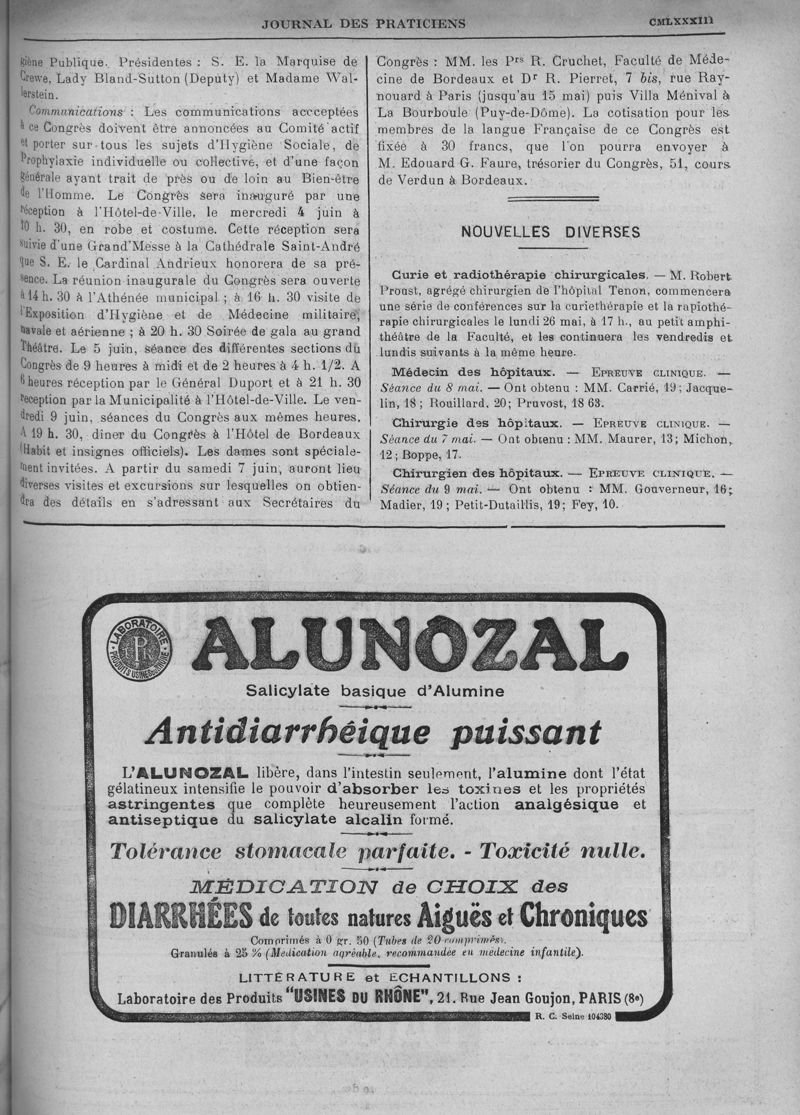 JOURNAL DES PRATICIENS
CMLXXXIII
giène Publique. Présidentes : S. E. la Marquise de
Crewe, Lady Bland-Sutton (Deputy) et Madame Wal-
lerstein.
Communications : Les communications acccceptées
à ce Congrès doivent être annoncées au Comité actif
et porter sur tous les sujets d'Hygiène Sociale, de
Prophylaxie individuelle ou collective, et d'une façon
générale ayant trait de près ou de loin au Bien-être
de l'Homme. Le Congrès sera inauguré par une
réception à l'Hôtel-de-Ville, le mercredi 4 juin à
10 h. 30, en robe et costume. Cette réception sera
suivie d'une Grand'Messe à la Cathédrale Saint-André
que S. E. le Cardinal Andrieux honorera de sa pré-
sence. La réunion inaugurale du Congrès sera ouverte
à 14 h. 30 à l'Athénée municipal ; à 16 h. 30 visite de
l'Exposition d'Hygiène et de Médecine militaire,
navale et aérienne ; à 20 h. 30 Soirée de gala au grand
Théâtre. Le 5 juin, séance des différentes sections du
Congrès de 9 heures à midi et de 2 heures à 4 h. 1/2. A
6 heures réception par le Général Duport et à 21 h. 30
reception par la Municipalité à l'Hôtel-de-Ville. Le ven-
dredi 9 juin, séances du Congrès aux mêmes heures.
A 19 h. 30, diner du Congrès à l'Hôtel de Bordeaux
(Habit et insignes officiels). Les dames sont spéciale-
ment invitées. A partir du samedi 7 juin, auront lieu
diverses visites et excursions sur lesquelles on obtien-
dra des détails en s'adressant aux Secrétaires du
Congrès : MM. les Prs R. Cruchet, Faculté de Méde-
cine de Bordeaux et Dr R. Pierret, 7 bis, rue Ray-
nouard à Paris (jusqu'au 15 mai) puis Villa Ménival à
La Bourboule (Puy-de-Dôme). La cotisation pour les
membres de la langue Française de ce Congrès est
fixée à 30 francs, que l'on pourra envoyer à
M. Edouard G. Faure, trésorier du Congrès, 51, cours
de Verdun à Bordeaux.
NOUVELLES DIVERSES
Curie et radiothérapie chirurgicales. — M. Robert
Proust, agrégé chirurgien de l'hôpital Tenon, commencera
une série de conférences sur la curiethérapie et la rapiothé-
rapie chirurgicales le lundi 26 mai, à 17 h., au petit amphi-
théâtre de la Faculté, et les continuera les vendredis et
lundis suivants à la même heure.
Médecin des hôpitaux. — EPREUVE CLINIQUE. —
Séance du 8 mai. — Ont obtenu : MM. Carrié, 19 ; Jacque-
lin, 18 ; Rouillard, 20; Pruvost, 18 63.
Chirurgie des hôpitaux. — EPREUVE CLINIQUE. —
Séance du 7 mai. — Ont obtenu : MM. Maurer, 13; Michon,
12 ; Boppe, 17.
Chirurgien des hôpitaux. — EPREUVE CLINIQUE. —
Séance du 9 mai. — Ont obtenu : MM. Gouverneur, 16;
Madier, 19 ; Petit-Dutaillis, 19; Fey, 10.
LABORATOIRE
R
PRODUITS USINES DU RHONE
ALUNOZAL
Salicylate basique d'Alumine
Antidiarrhéique puissant
L'ALUNOZAL libère, dans l'intestin seulement, l'alumine dont l'état
gélatineux intensifie le pouvoir d'absorber les toxines et les propriétés
astringentes que complète heureusement l'action analgésique et
antiseptique du salicylate alcalin formé.
Tolérance stomacale parfaite. - Toxicité nulle.
MÉDICATION de CHOIX des
DIARRHÉES de toutes natures Aiguës et Chroniques
Comprimés à 0 gr. 50 (Tubes de 20 comprimés).
Granulés à 25 % (Médication agréable, recommandée en médecine infantile).
LITTÉRATURE et ECHANTILLONS :
Laboratoire des Produits "USINES DU RHÔNE", 21. Rue Jean Goujon, PARIS (8e)
R. C. Seine 104380